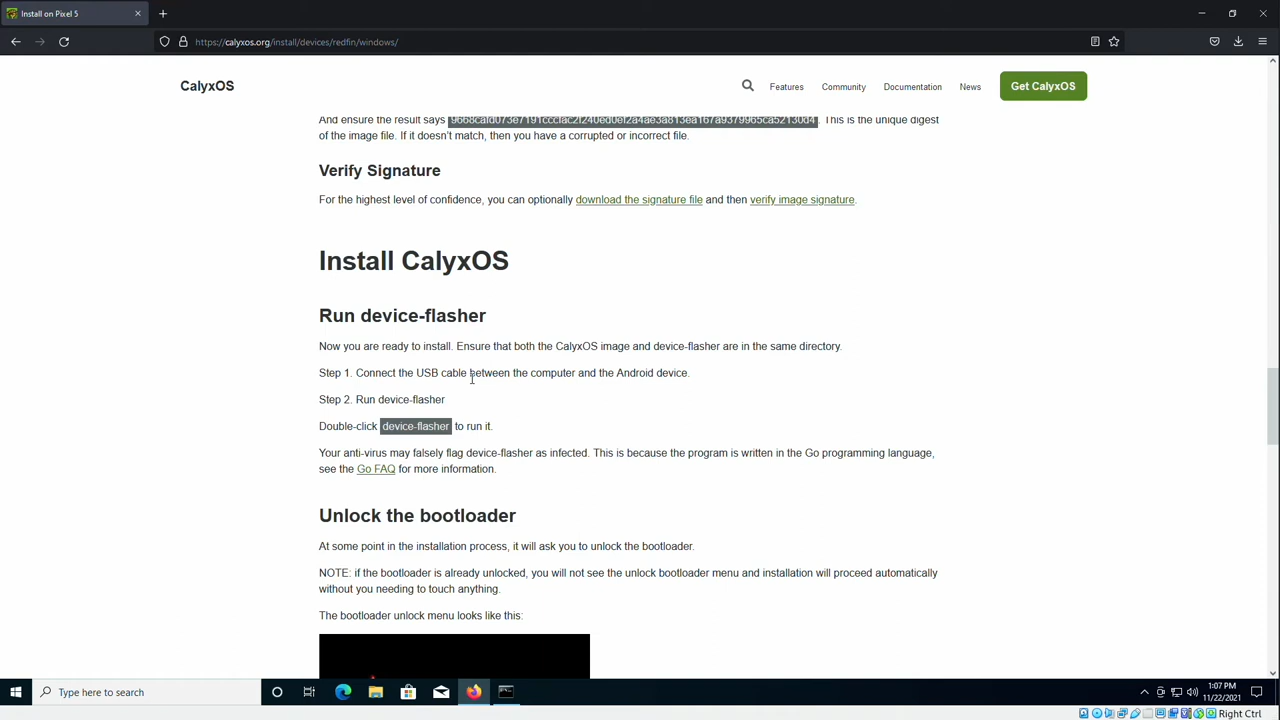 Install on Pixel 5
https://calyxos.org/install/devices/redfin/windows/
CalyxOS
Features
Community
Documentation
News
Get CalyxOS
And ensure the result says . This is the unique digest
of the image file. If it doesn't match, then you have a corrupted or incorrect file.
Verify Signature
For the highest level of confidence, you can optionally download the signature file and then verify image signature.
Install CalyxOS
Run device-flasher
Now you are ready to install. Ensure that both the CalyxOS image and device-flasher are in the same directory.
Step 1. Connect the USB cable between the computer and the Android device.
Step 2. Run device-flasher
Double-click device-flasher to run it.
Your anti-virus may falsely flag device-flasher as infected. This is because the program is written in the Go programming language,
see the Go FAQ for more information.
Unlock the bootloader
At some point in the installation process, it will ask you to unlock the bootloader.
NOTE: if the bootloader is already unlocked, you will not see the unlock bootloader menu and installation will proceed automatically
without you needing to touch anything.
The bootloader unlock menu looks like this:
Type here to search
1:07 PM
11/22/2021
Right Ctrl